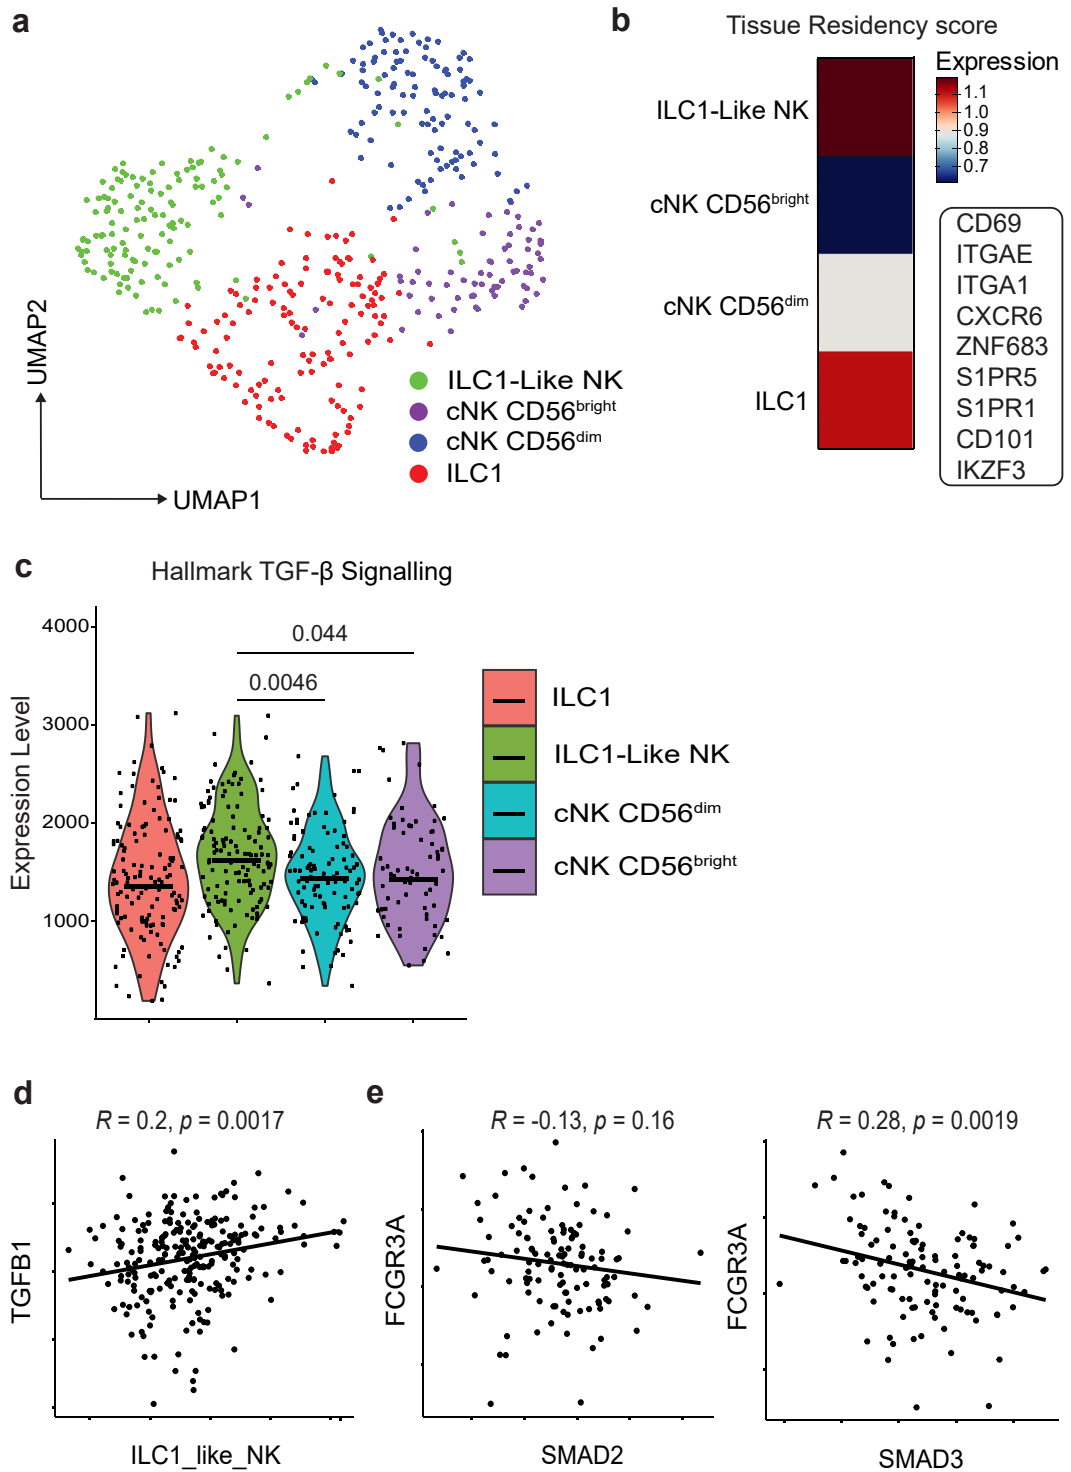 a
UMAP2
UMAP1
ILC1-Like NK
cNK CD56bright
cNK CD56dim
ILC1
b
Tissue Residency score
ILC1-Like NK
cNK CD56bright
cNK CD56dim
ILC1
Expression
1.1
1.0
0.9
0.8
0.7
CD69
ITGAE
ITGA1
CXCR6
ZNF683
S1PR5
S1PR1
CD101
IKZF3
c
Hallmark TGF-β Signalling
Expression Level
4000
3000
2000
1000
0.044
0.0046
ILC1
ILC1-Like NK
cNK CD56dim
cNK CD56bright
d
R = 0.2, p = 0.0017
TGFB1
ILC1_like_NK
e
R = -0.13, p = 0.16
FCGR3A
SMAD2
R = 0.28, p = 0.0019
FCGR3A
SMAD3